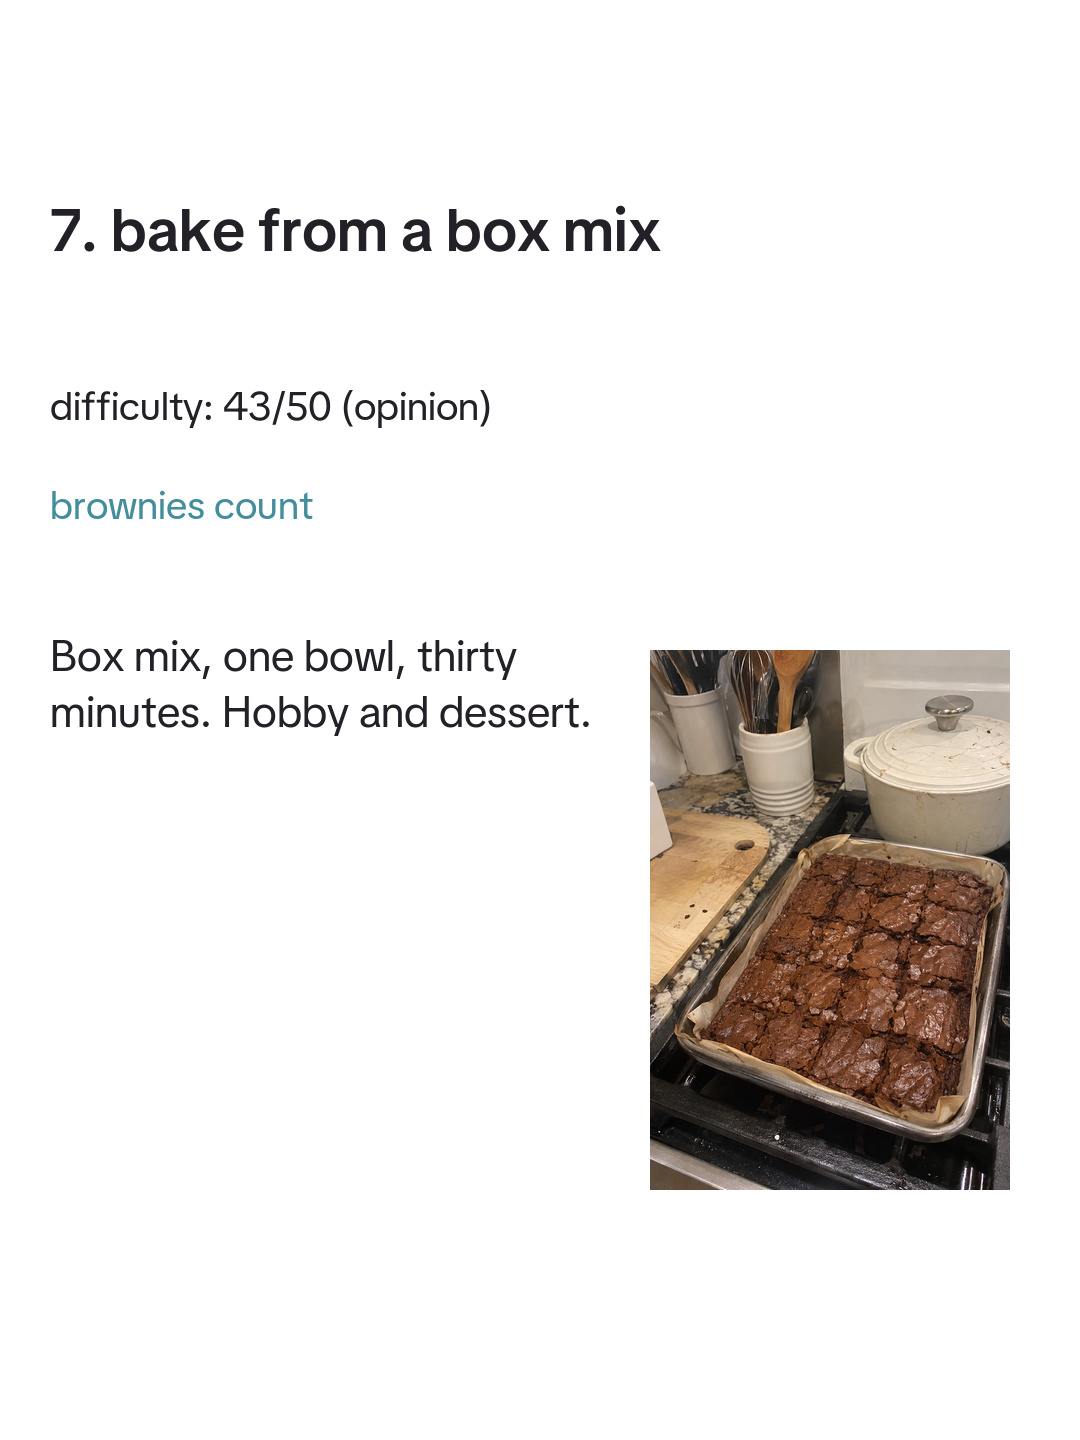 7. bake from a box mix
difficulty: 43/50 (opinion)
brownies count
Box mix, one bowl, thirty
minutes. Hobby and dessert.